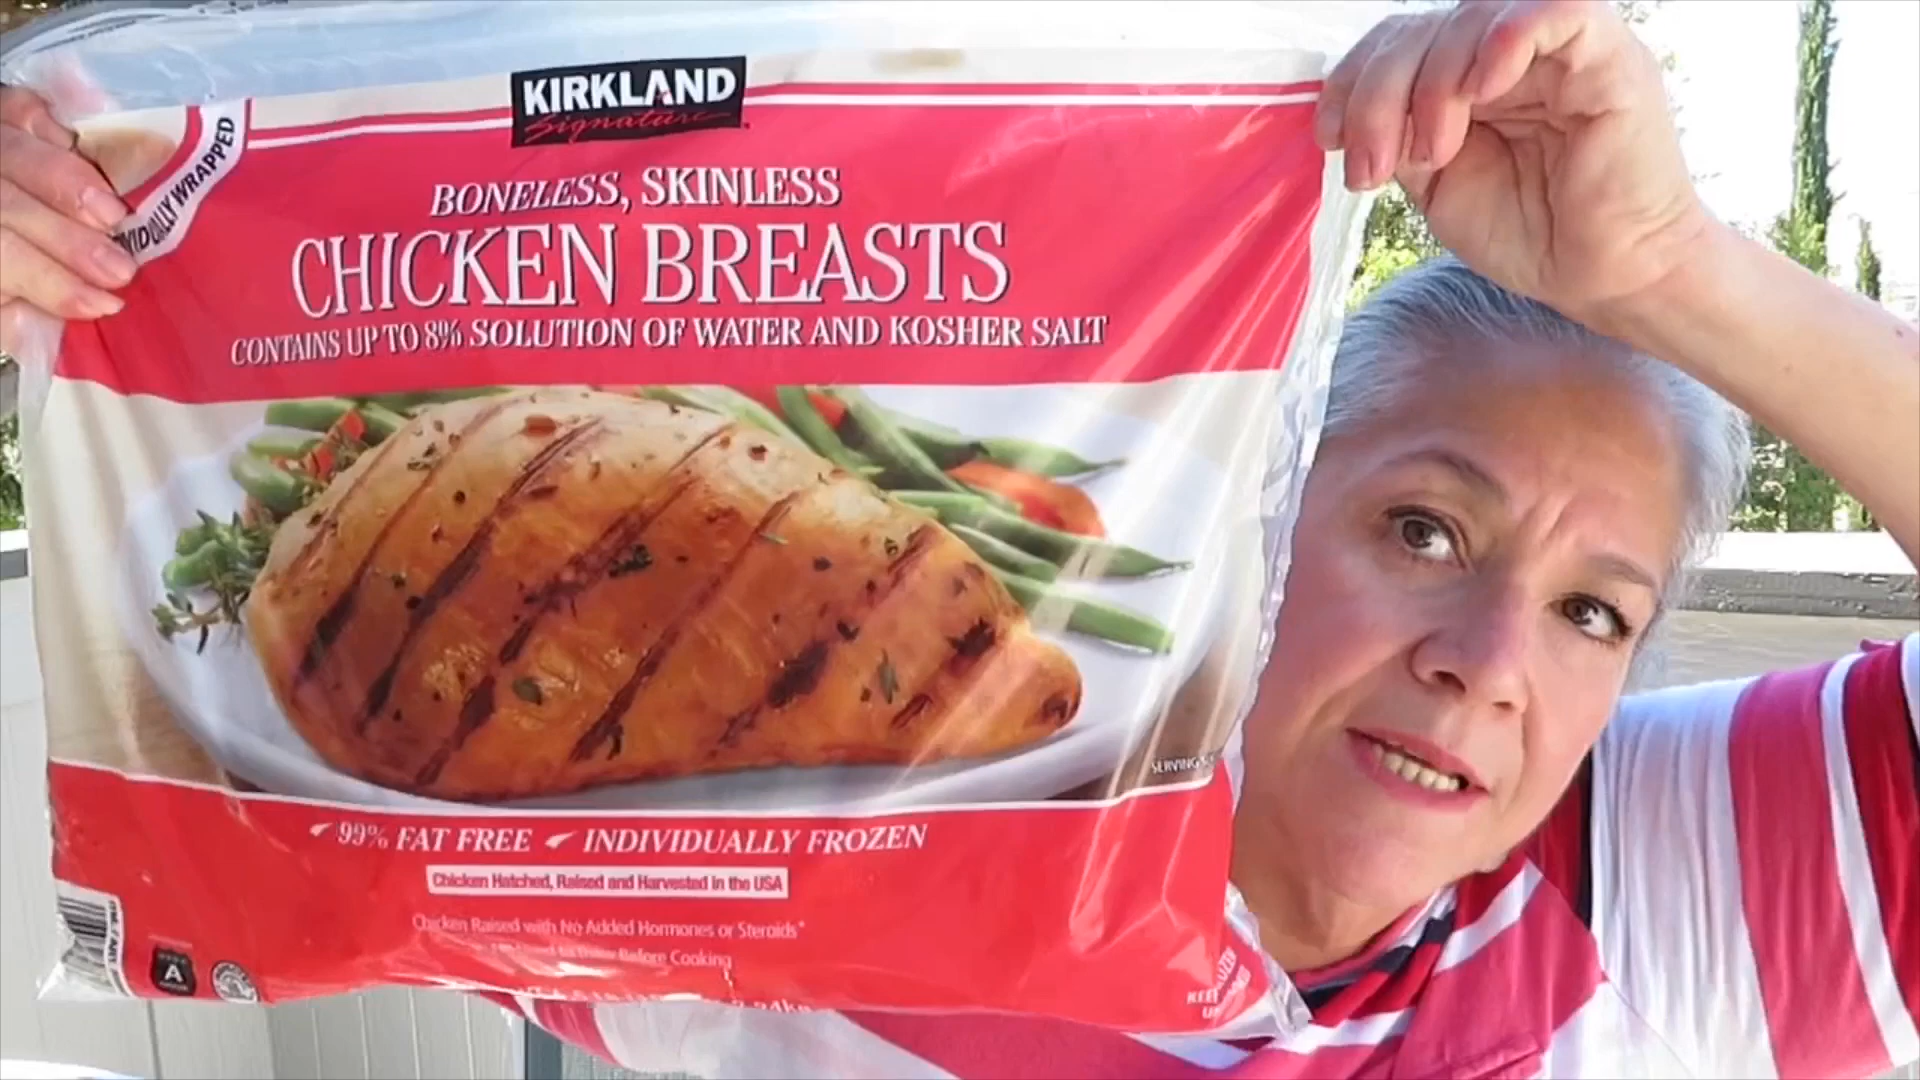 KIRKLAND
Signature
INDIVIDUALLY WRAPPED
BONELESS, SKINLESS
CHICKEN BREASTS
CONTAINS UP TO 8% SOLUTION OF WATER AND KOSHER SALT
SERVING
99% FAT FREE INDIVIDUALLY FROZEN
Chicken Hatched, Raised and Harvested in the USA
Chicken Raised with No Added Hormones or Steroids*
Before Cooking
A
KEEP